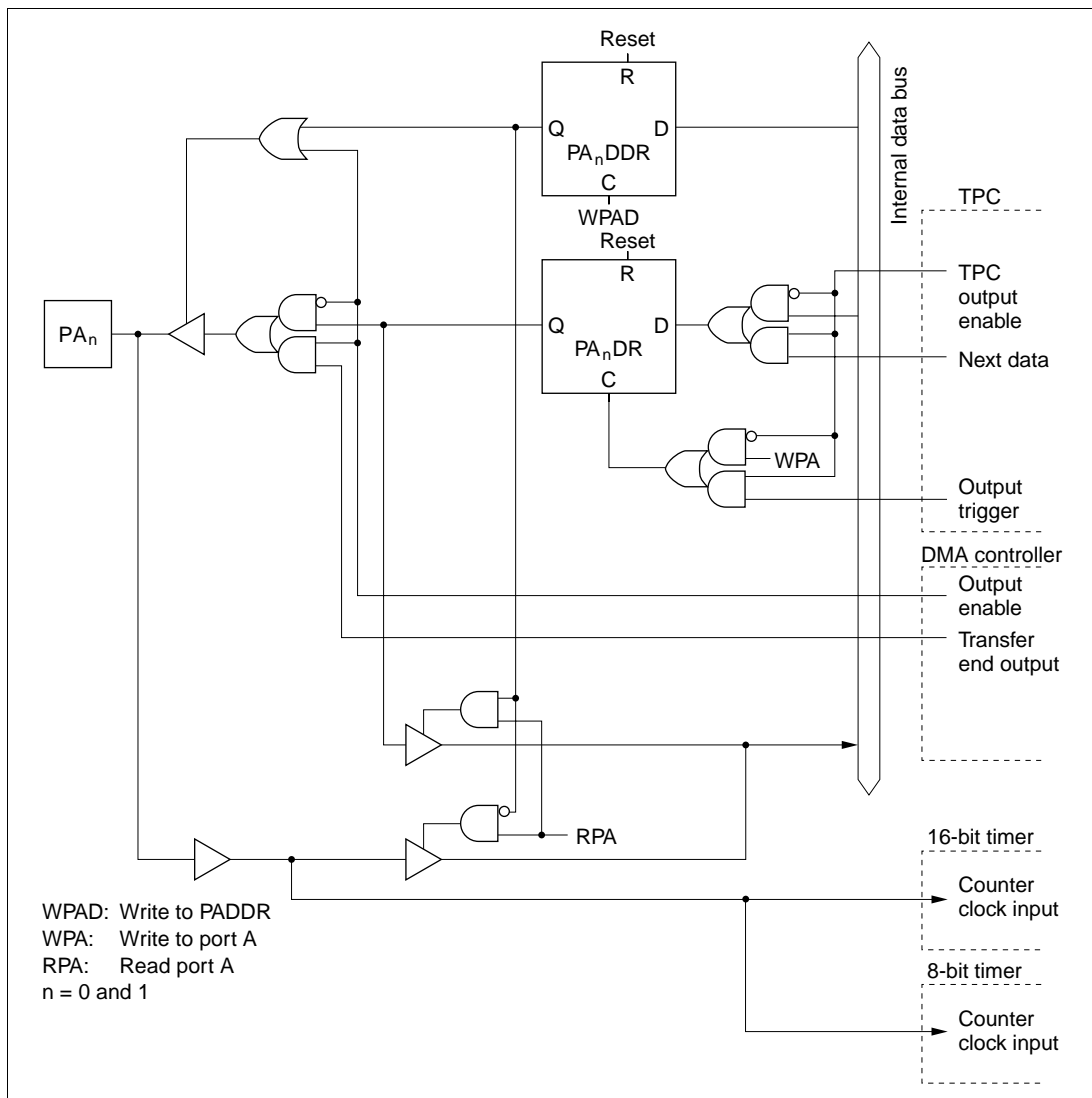 Reset
R
Q
D
PAnDDR
C
WPAD
Internal data bus
TPC
Reset
R
Q
D
PAnDR
C
PAn
TPC
output
enable
Next data
WPA
Output
trigger
DMA controller
Output
enable
Transfer
end output
RPA
16-bit timer
Counter
clock input
8-bit timer
Counter
clock input
WPAD: Write to PADDR
WPA: Write to port A
RPA: Read port A
n = 0 and 1